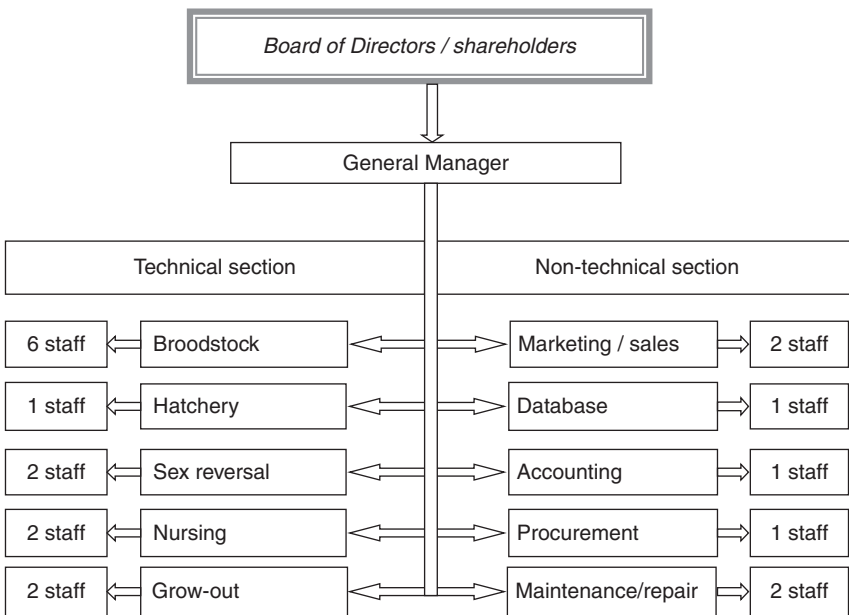 Board of Directors / shareholders
General Manager
Technical section
Non-technical section
6 staff
Broodstock
Marketing / sales
2 staff
1 staff
Hatchery
Database
1 staff
2 staff
Sex reversal
Accounting
1 staff
2 staff
Nursing
Procurement
1 staff
2 staff
Grow-out
Maintenance/repair
2 staff